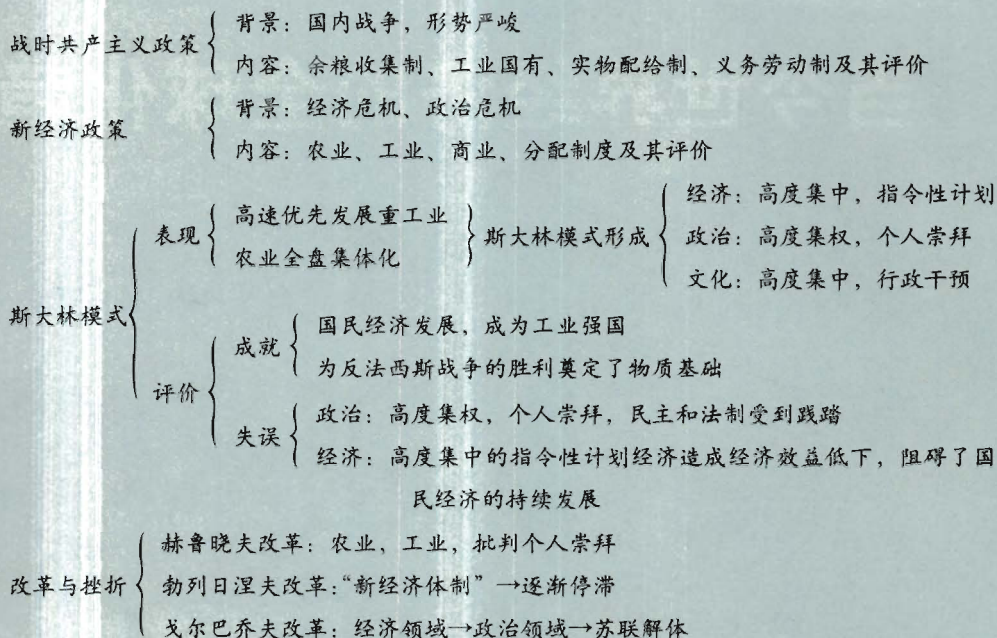 战时共产主义政策
背景：国内战争，形势严峻
内容：余粮收集制、工业国有、实物配给制、义务劳动制及其评价
新经济政策
背景：经济危机、政治危机
内容：农业、工业、商业、分配制度及其评价
斯大林模式
表现
高速优先发展重工业
农业全盘集体化
斯大林模式形成
经济：高度集中，指令性计划
政治：高度集权，个人崇拜
文化：高度集中，行政干预
评价
成就
国民经济发展，成为工业强国
为反法西斯战争的胜利奠定了物质基础
失误
政治：高度集权，个人崇拜，民主和法制受到践踏
经济：高度集中的指令性计划经济造成经济效益低下，阻碍了国
民经济的持续发展
改革与挫折
赫鲁晓夫改革：农业，工业，批判个人崇拜
勃列日涅夫改革：“新经济体制”→逐渐停滞
戈尔巴乔夫改革：经济领域→政治领域→苏联解体